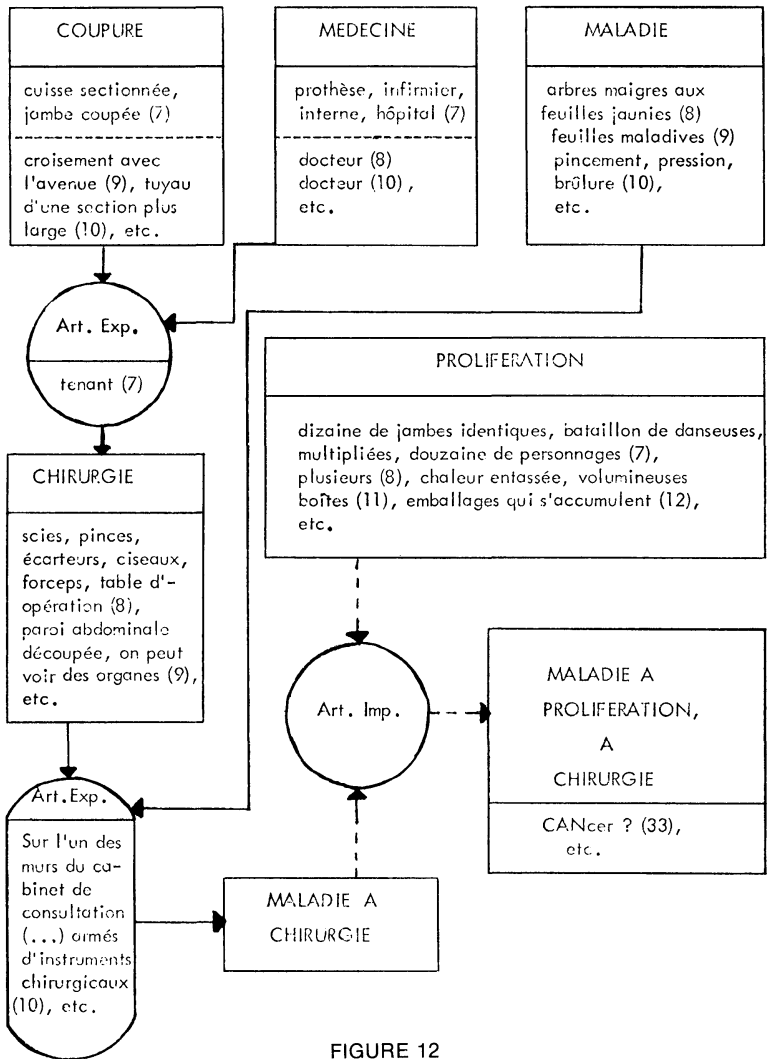 COUPURE
cuisse sectionnée,
jambe coupée (7)
croisement avec
l'avenue (9), tuyau
d'une section plus
large (10), etc.
MEDECINE
prothèse, infirmier,
interne, hôpital (7)
docteur (8)
docteur (10),
etc.
MALADIE
arbres maigres aux
feuilles jaunies (8)
feuilles maladives (9)
pincement, pression,
brûlure (10),
etc.
Art. Exp.
tenant (7)
PROLIFERATION
dizaine de jambes identiques, bataillon de danseuses,
multipliées, douzaine de personnages (7),
plusieurs (8), chaleur entassée, volumineuses
boîtes (11), emballages qui s'accumulent (12),
etc.
CHIRURGIE
scies, pinces,
écarteurs, ciseaux,
forceps, table d'-
opération (8),
paroi abdominale
découpée, on peut
voir des organes (9),
etc.
Art. Imp.
MALADIE A
PROLIFERATION,
A
CHIRURGIE
CANcer ? (33),
etc.
Art.Exp.
Sur l'un des
murs du ca-
binet de
consultation
(...) armés
d'instruments
chirurgicaux
(10), etc.
MALADIE A
CHIRURGIE
FIGURE 12